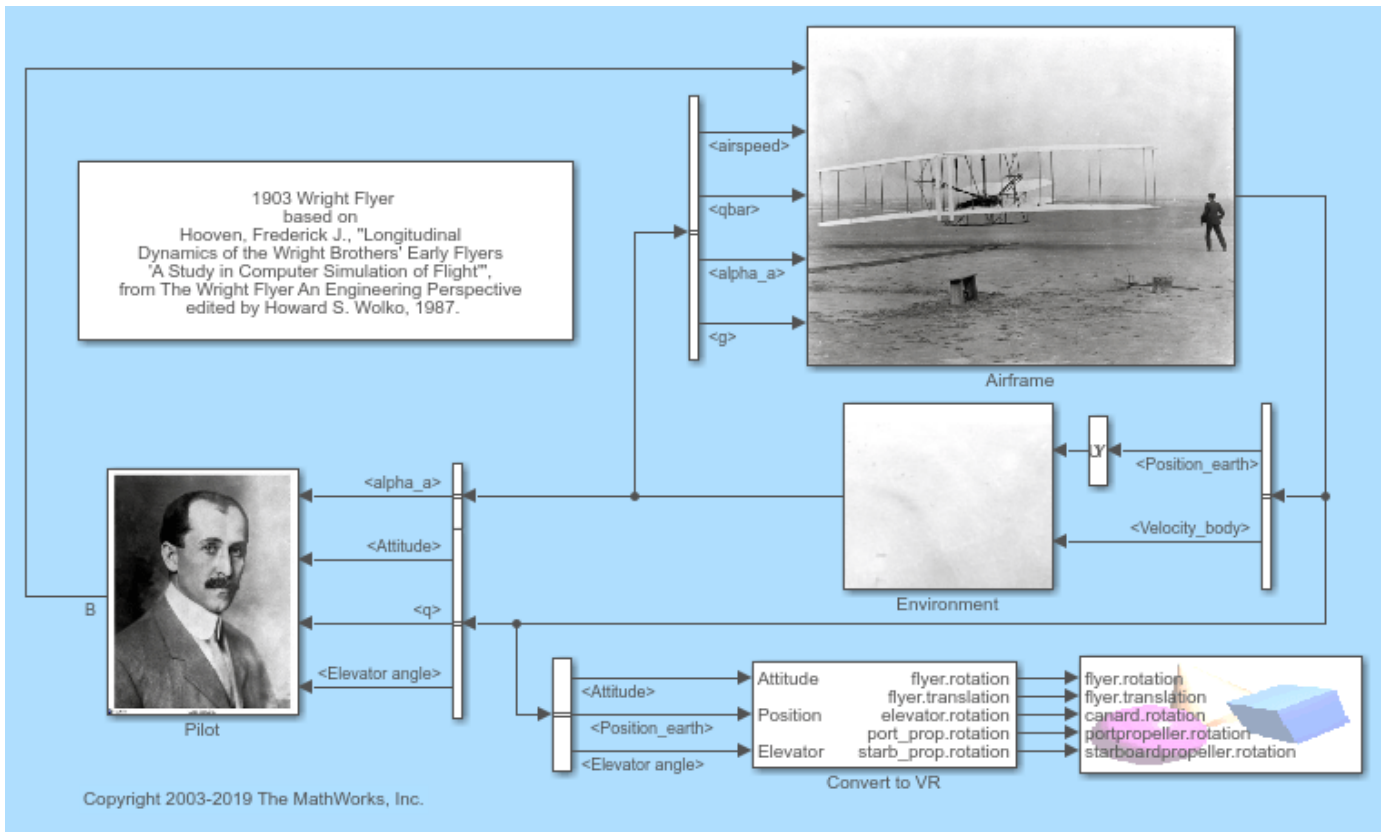 <airspeed>
<qbar>
<alpha_a>
<g>
Airframe
1903 Wright Flyer
based on
Hooven, Frederick J., "Longitudinal
Dynamics of the Wright Brothers' Early Flyers
'A Study in Computer Simulation of Flight'",
from The Wright Flyer An Engineering Perspective
edited by Howard S. Wolko, 1987.
<Position_earth>
<Velocity_body>
Environment
<alpha_a>
<Attitude>
<q>
<Elevator angle>
B
Pilot
<Attitude>
<Position_earth>
<Elevator angle>
Attitude
Position
Elevator
flyer.rotation
flyer.translation
elevator.rotation
port_prop.rotation
starb_prop.rotation
Convert to VR
flyer.rotation
flyer.translation
canard.rotation
portpropeller.rotation
starboardpropeller.rotation
Copyright 2003-2019 The MathWorks, Inc.